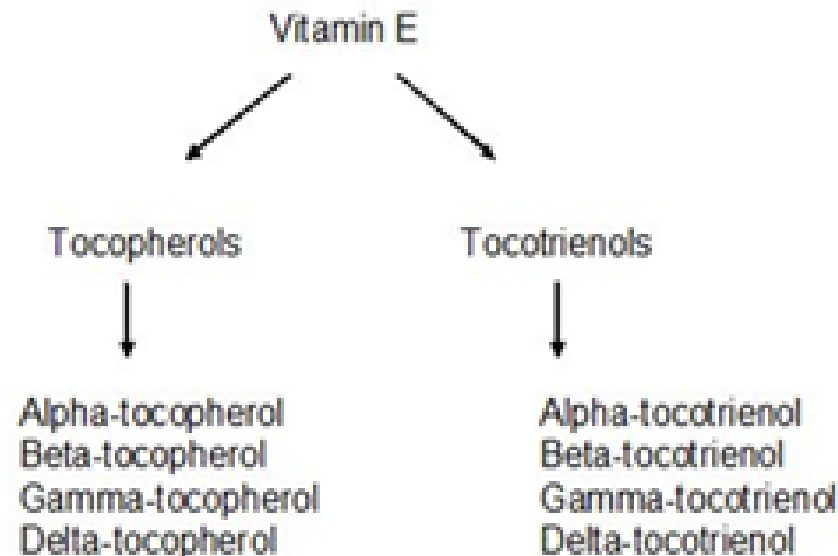 Vitamin E
Tocopherols
Tocotrienols
Alpha-tocopherol
Beta-tocopherol
Gamma-tocopherol
Delta-tocopherol
Alpha-tocotrienol
Beta-tocotrienol
Gamma-tocotrienol
Delta-tocotrienol